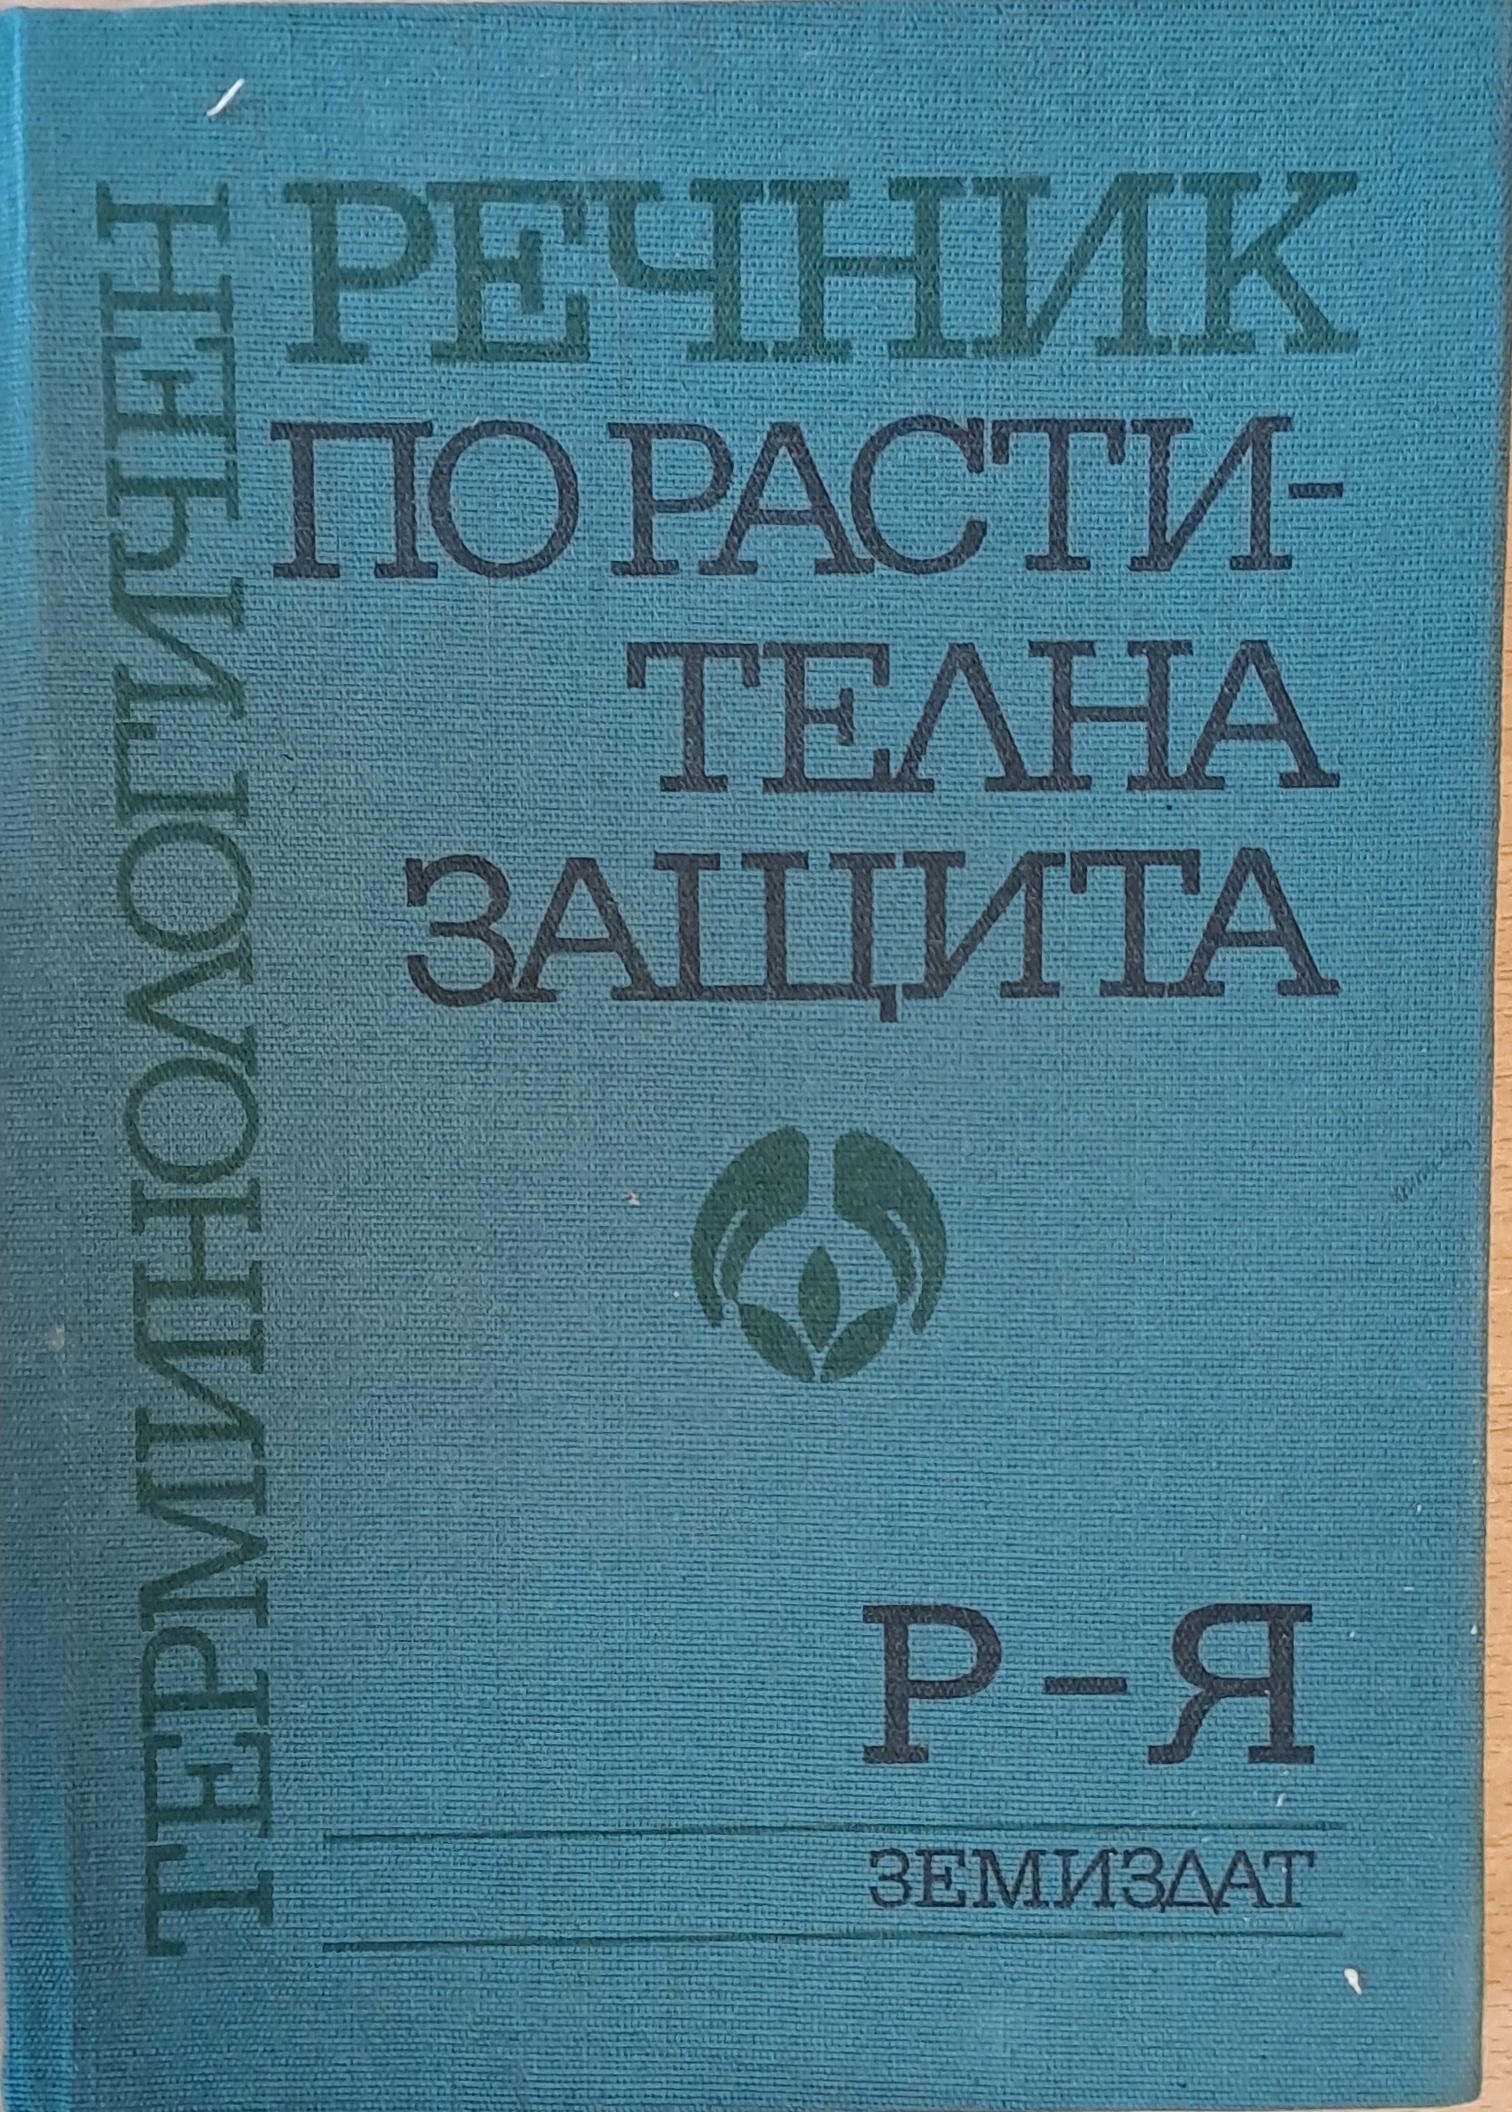 ТЕРМИНОЛОГИЧЕН
РЕЧНИК
ПО РАСТИ-
ТЕЛНА
ЗАЩИТА
Р-Я
ЗЕМИЗДАТ